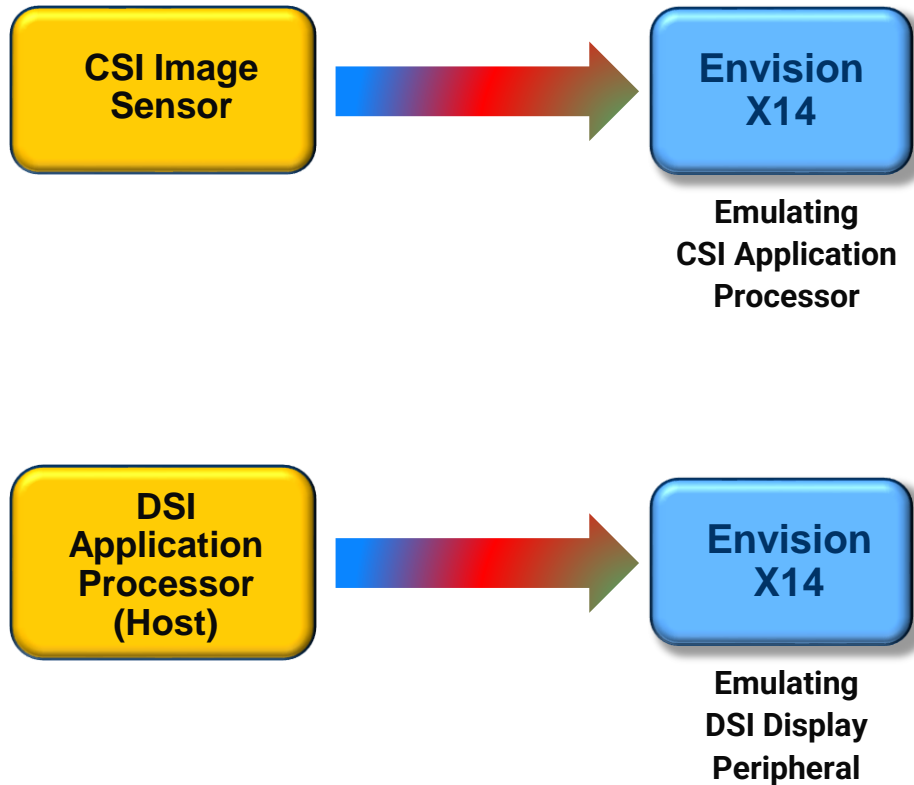 CSI Image
Sensor
Envision
X14
Emulating
CSI Application
Processor
DSI
Application
Processor
(Host)
Envision
X14
Emulating
DSI Display
Peripheral